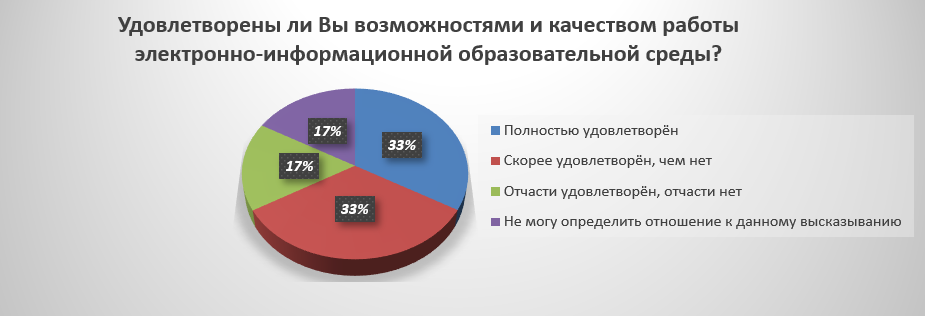 Удовлетворены ли Вы возможностями и качеством работы
электронно-информационной образовательной среды?
17%
33%
17%
33%
Полностью удовлетворён
Скорее удовлетворён, чем нет
Отчасти удовлетворён, отчасти нет
Не могу определить отношение к данному высказыванию